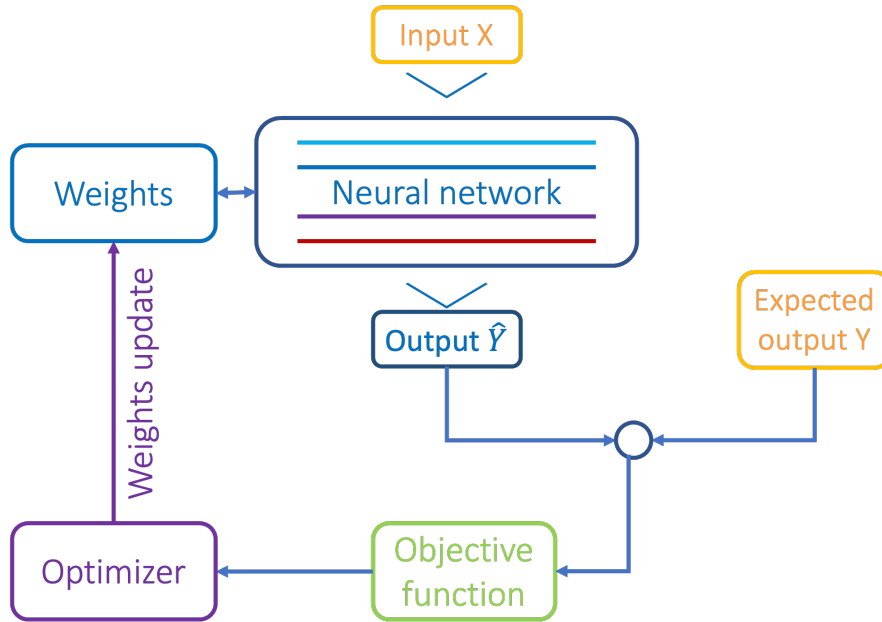 Input X
Weights
Neural network
Weights update
Output Ŷ
Expected
output Y
Optimizer
Objective
function